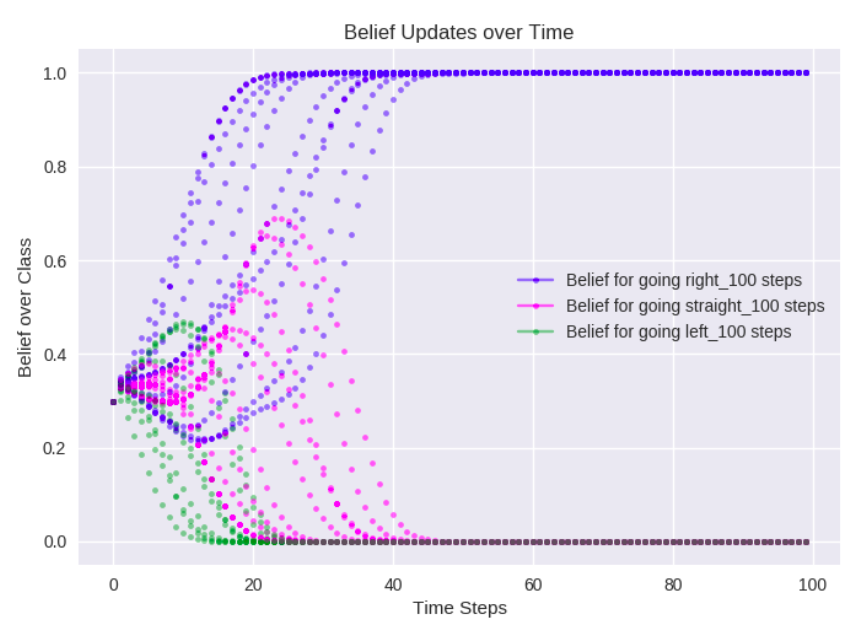 Belief Updates over Time
1.0
0.8
0.6
0.4
0.2
0.0
Belief over Class
Belief for going right_100 steps
Belief for going straight_100 steps
Belief for going left_100 steps
0 20 40 60 80 100
Time Steps